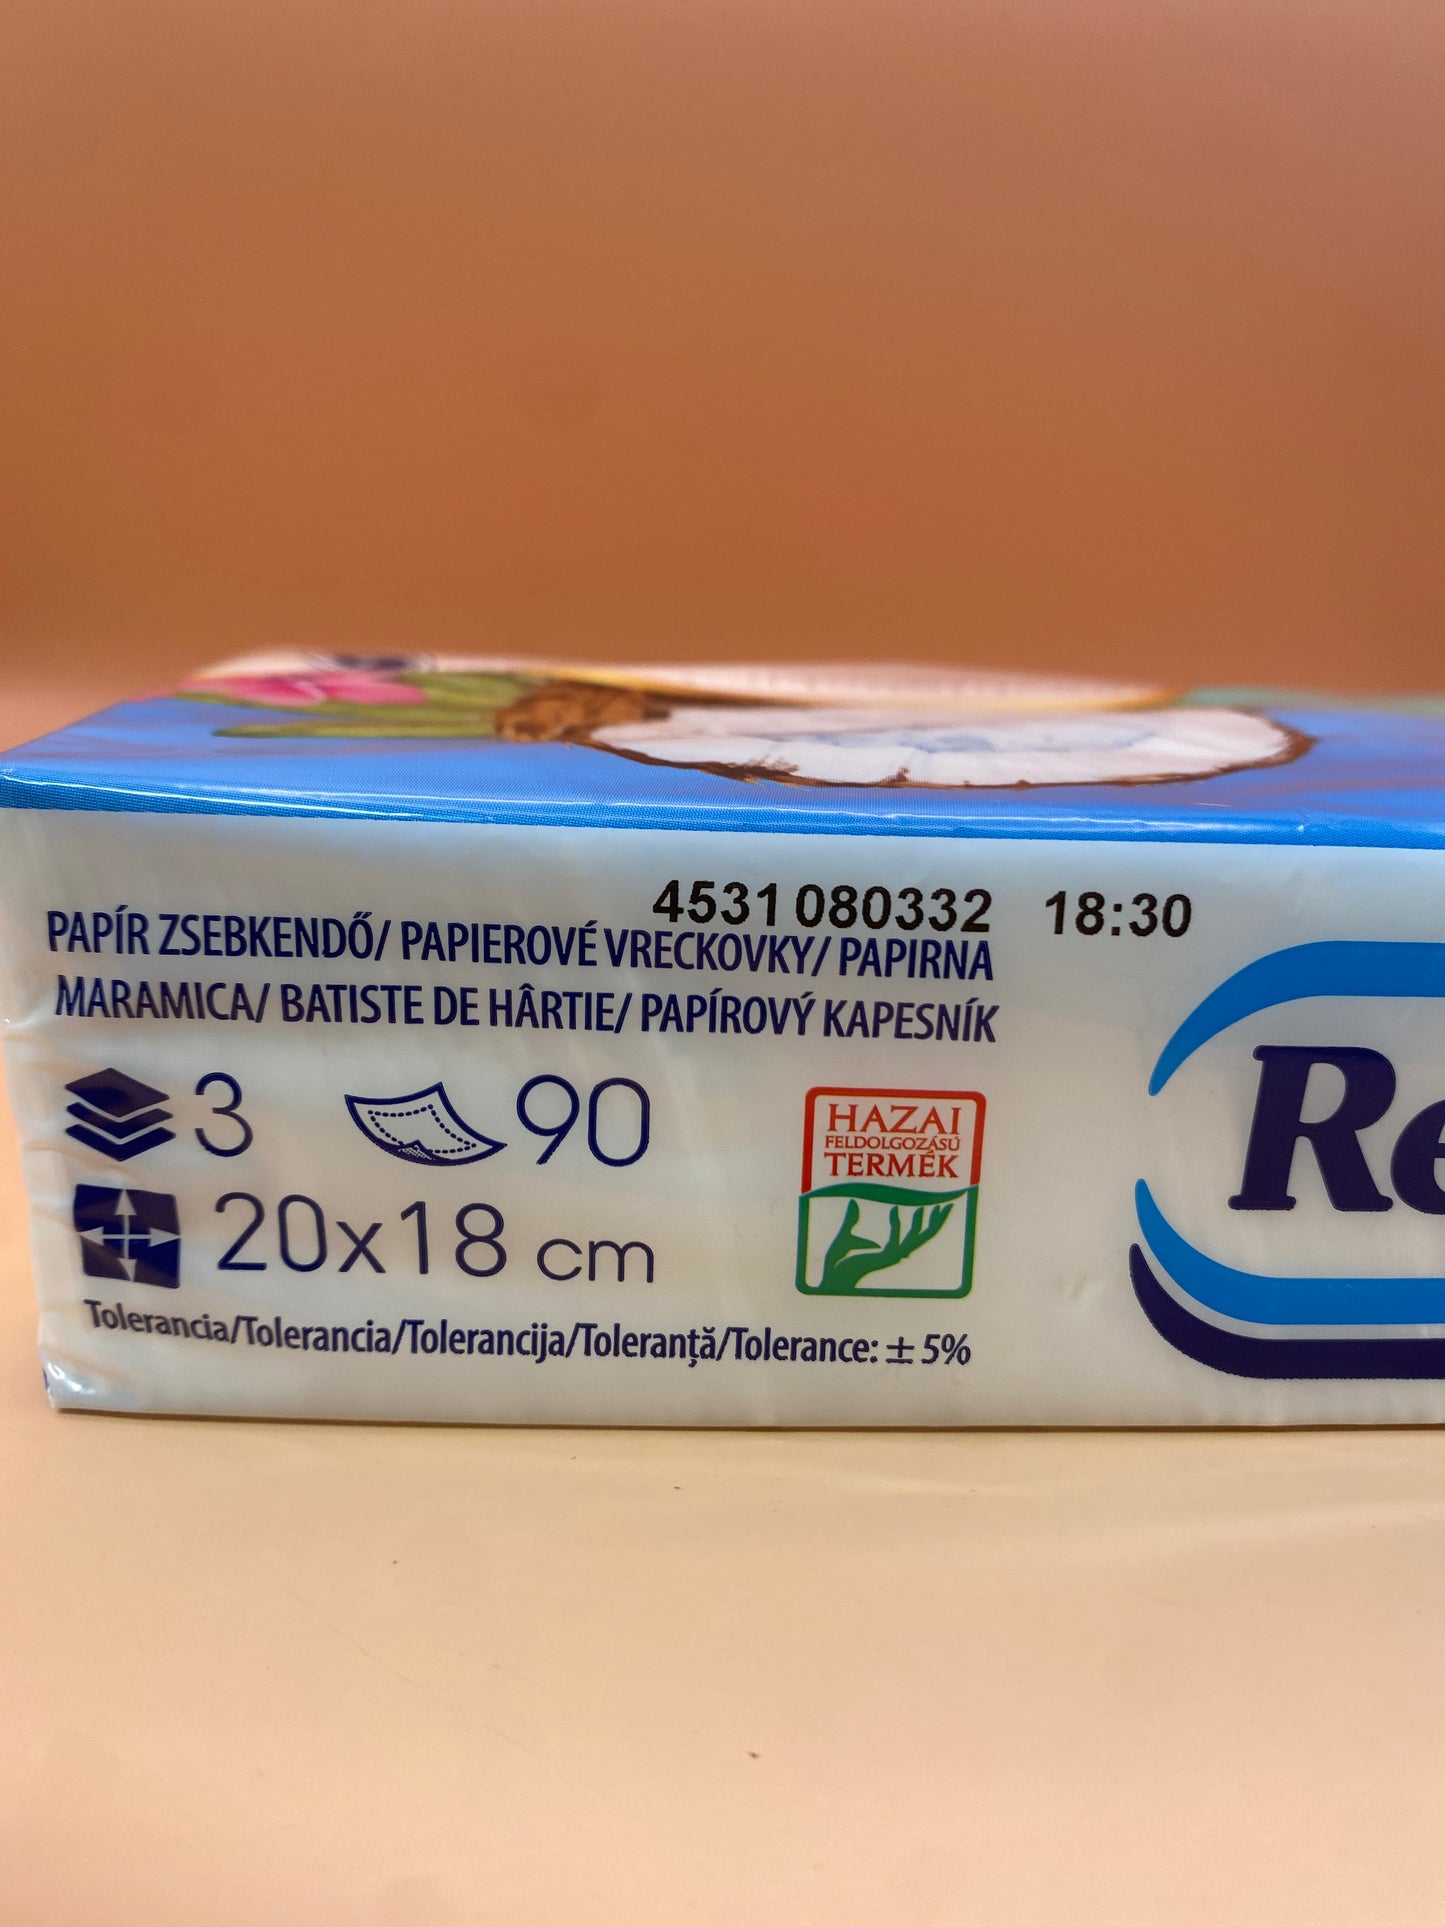 4531 080332 18:30
PAPÍR ZSEBKENDŐ/ PAPIEROVÉ VRECKOVKY/ PAPIRNA
MARAMICA/ BATISTE DE HÂRTIE/ PAPÍROVÝ KAPESNÍK
3 90
20x18 cm
Tolerancia/Tolerancia/Tolerancija/Toleranță/Tolerance: ± 5%
HAZAI
FELDOLGOZÁSÚ
TERMÉK
Re